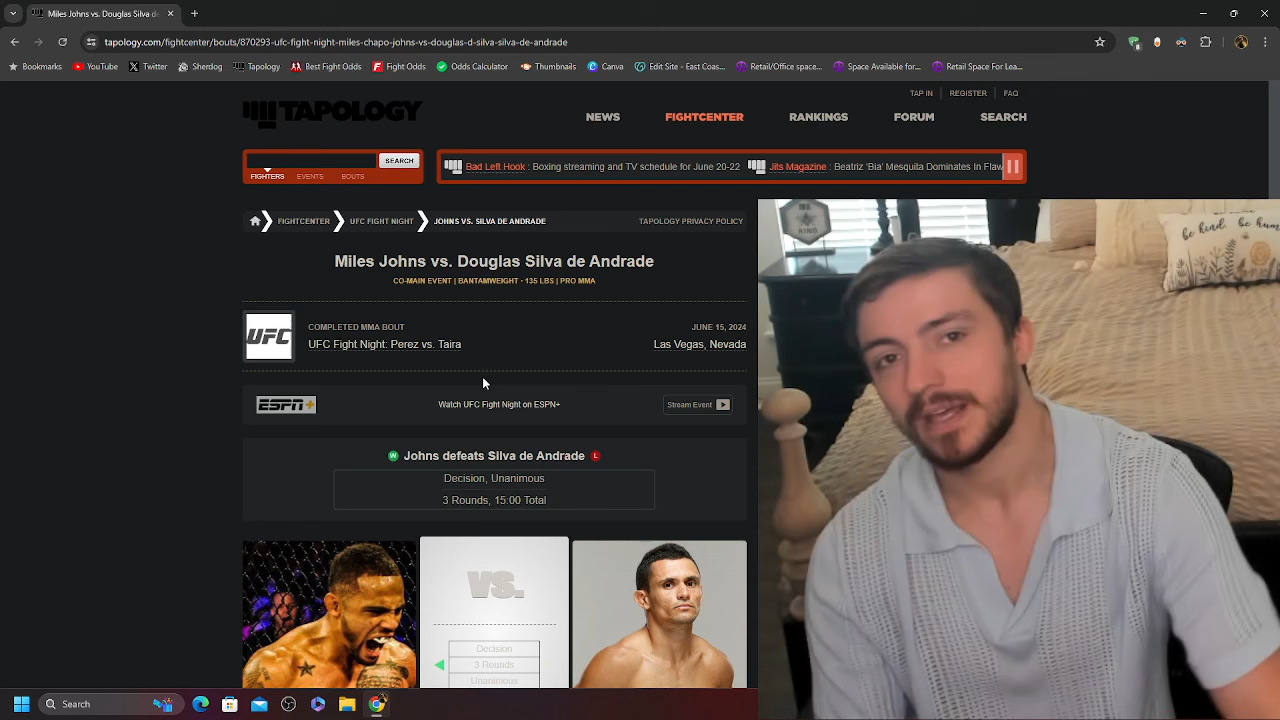 Miles Johns vs. Douglas Silva de
tapology.com/fightcenter/bouts/870293-ufc-fight-night-miles-chapo-johns-vs-douglas-d-silva-silva-de-andrade
Bookmarks YouTube Twitter Sherdog Tapology Best Fight Odds Fight Odds Odds Calculator Thumbnails Canva Edit Site - East Coas... Retail/Office space... Space Available for... Retail Space For Lea...
TAP IN REGISTER FAQ
TAPOLOGY
NEWS FIGHTCENTER RANKINGS FORUM SEARCH
SEARCH
Bad Left Hook : Boxing streaming and TV schedule for June 20-22 Jits Magazine : Beatriz 'Bia' Mesquita Dominates In Flaw
FIGHTERS EVENTS BOUTS
FIGHTCENTER UFC FIGHT NIGHT JOHNS VS. SILVA DE ANDRADE TAPOLOGY PRIVACY POLICY
Miles Johns vs. Douglas Silva de Andrade
CO-MAIN EVENT | BANTAMWEIGHT · 135 LBS | PRO MMA
UFC
COMPLETED MMA BOUT JUNE 15, 2024
UFC Fight Night: Perez vs. Taira Las Vegas, Nevada
ESPN+ Watch UFC Fight Night on ESPN+ Stream Event
W Johns defeats Silva de Andrade L
Decision, Unanimous
3 Rounds, 15:00 Total
VS.
Decision
3 Rounds
Unanimous
KIND
be kind. be hum
Search